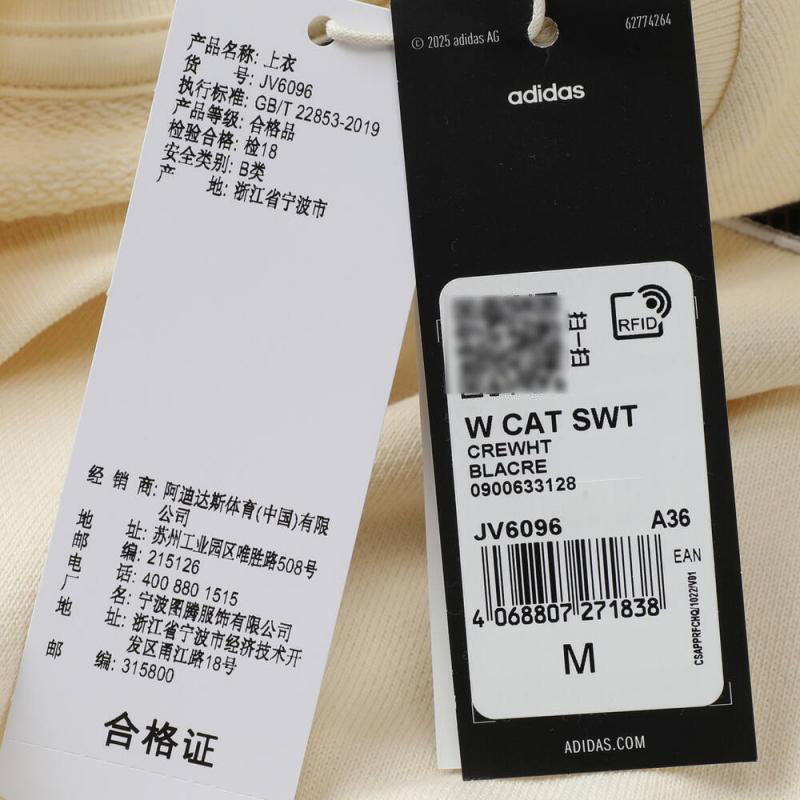 产品名称: 上衣
货 号: JV6096
执行标准: GB/T 22853-2019
产品等级: 合格品
检验合格: 检18
安全类别: B类
产 地: 浙江省宁波市
经 销 商: 阿迪达斯体育(中国)有限
公司
地 址: 苏州工业园区唯胜路508号
邮 编: 215126
电 话: 400 880 1515
厂 名: 宁波图腾服饰有限公司
地 址: 浙江省宁波市经济技术开
发区甬江路18号
邮 编: 315800
合格证
© 2025 adidas AG
62774264
adidas
扫一扫
RFID
W CAT SWT
CREWHT
BLACRE
0900633128
JV6096 A36
EAN
4 068807 271838
CSAPPRFCHQ/1022/V01
M
ADIDAS.COM